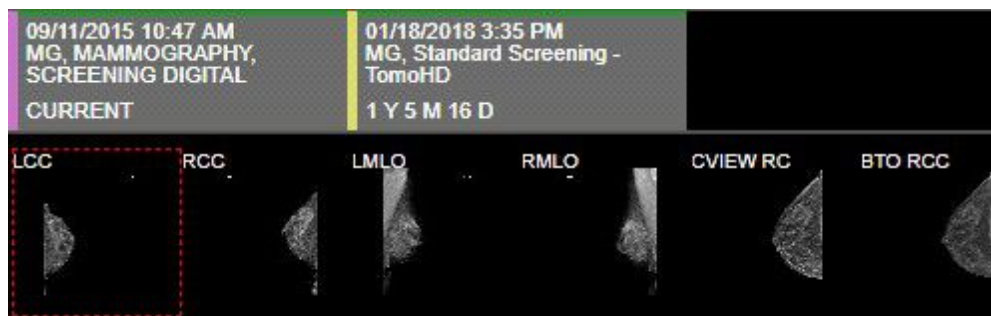 09/11/2015 10:47 AM
MG, MAMMOGRAPHY,
SCREENING DIGITAL
CURRENT
01/18/2018 3:35 PM
MG, Standard Screening -
TomoHD
1 Y 5 M 16 D
LCC
RCC
LMLO
RMLO
CVIEW RC
BTO RCC